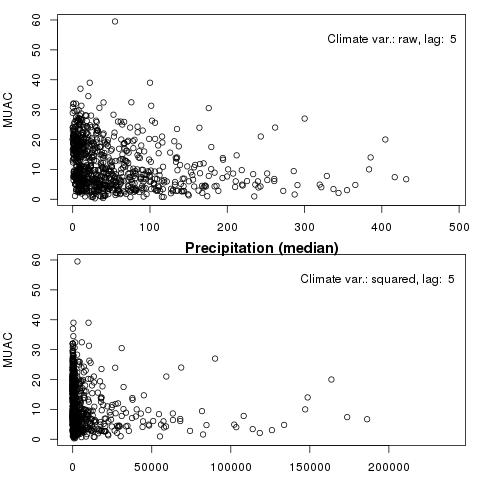 60
50
40
30
20
10
0
MUAC
Climate var.: raw, lag: 5
0 100 200 300 400 500
Precipitation (median)
60
50
40
30
20
10
0
MUAC
Climate var.: squared, lag: 5
0 50000 100000 150000 200000